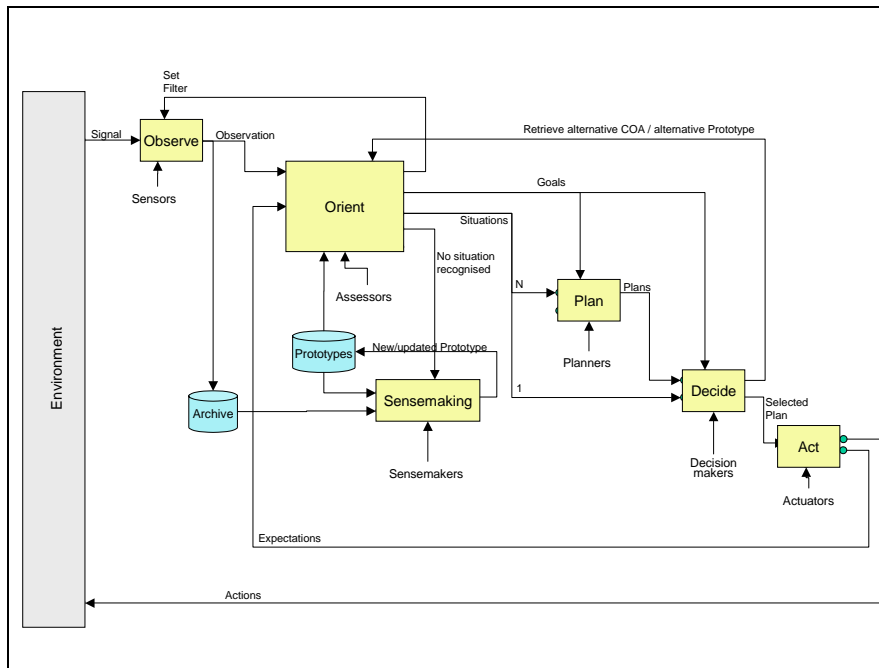 Set
Filter
Signal
Observe
Observation
Retrieve alternative COA / alternative Prototype
Sensors
Orient
Goals
Situations
No situation
recognised
Assessors
N
Plan
Plans
Planners
Environment
Prototypes
New/updated Prototype
1
Decide
Archive
Sensemaking
Selected
Plan
Act
Sensemakers
Decision
makers
Actuators
Expectations
Actions